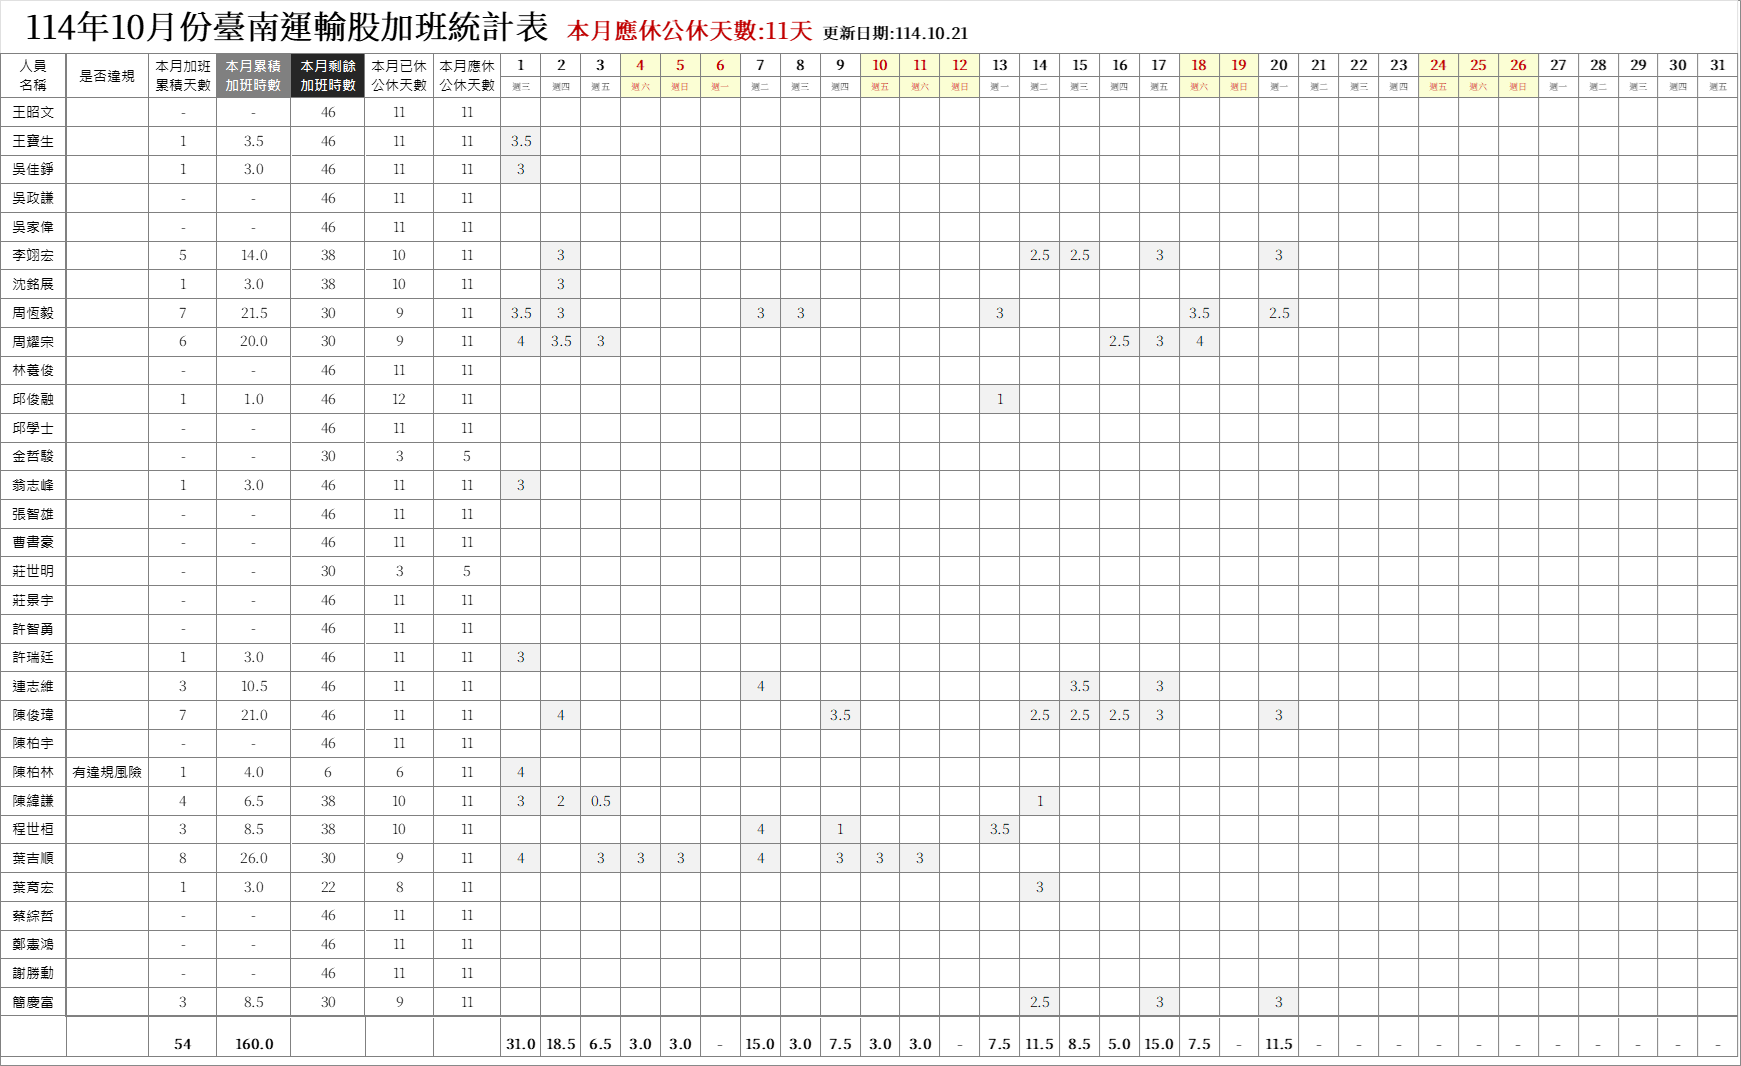 114年10月份臺南運輸股加班統計表 本月應休公休天數:11天 更新日期:114.10.21
人員名稱 是否違規 本月加班累積天數 本月累積加班時數 本月剩餘加班時數 本月已休公休天數 本月應休公休天數 1 2 3 4 5 6 7 8 9 10 11 12 13 14 15 16 17 18 19 20 21 22 23 24 25 26 27 28 29 30 31
週三 週四 週五 週六 週日 週一 週二 週三 週四 週五 週六 週日 週一 週二 週三 週四 週五 週六 週日 週一 週二 週三 週四 週五 週六 週日 週一 週二 週三 週四 週五
王昭文 - - 46 11 11
王寶生 1 3.5 46 11 11 3.5
吳佳錚 1 3.0 46 11 11 3
吳政謙 - - 46 11 11
吳家偉 - - 46 11 11
李翊宏 5 14.0 38 10 11 3 2.5 2.5 3 3
沈銘展 1 3.0 38 10 11 3
周恆毅 7 21.5 30 9 11 3.5 3 3 3 3 3.5 2.5
周耀宗 6 20.0 30 9 11 4 3.5 3 2.5 3 4
林養俊 - - 46 11 11
邱俊融 1 1.0 46 12 11 1
邱學士 - - 46 11 11
金哲駿 - - 30 3 5
翁志峰 1 3.0 46 11 11 3
張智雄 - - 46 11 11
曹書豪 - - 46 11 11
莊世明 - - 30 3 5
莊景宇 - - 46 11 11
許智勇 - - 46 11 11
許瑞廷 1 3.0 46 11 11 3
連志維 3 10.5 46 11 11 4 3.5 3
陳俊瑋 7 21.0 46 11 11 4 3.5 2.5 2.5 2.5 3 3
陳柏宇 - - 46 11 11
陳柏林 有違規風險 1 4.0 6 6 11 4
陳緯謙 4 6.5 38 10 11 3 2 0.5 1
程世桓 3 8.5 38 10 11 4 1 3.5
葉吉順 8 26.0 30 9 11 4 3 3 3 4 3 3 3
葉育宏 1 3.0 22 8 11 3
蔡綜哲 - - 46 11 11
鄭憲鴻 - - 46 11 11
謝勝動 - - 46 11 11
簡慶富 3 8.5 30 9 11 2.5 3 3
54 160.0 31.0 18.5 6.5 3.0 3.0 - 15.0 3.0 7.5 3.0 3.0 - 7.5 11.5 8.5 5.0 15.0 7.5 - 11.5 - - - - - - - - - - -